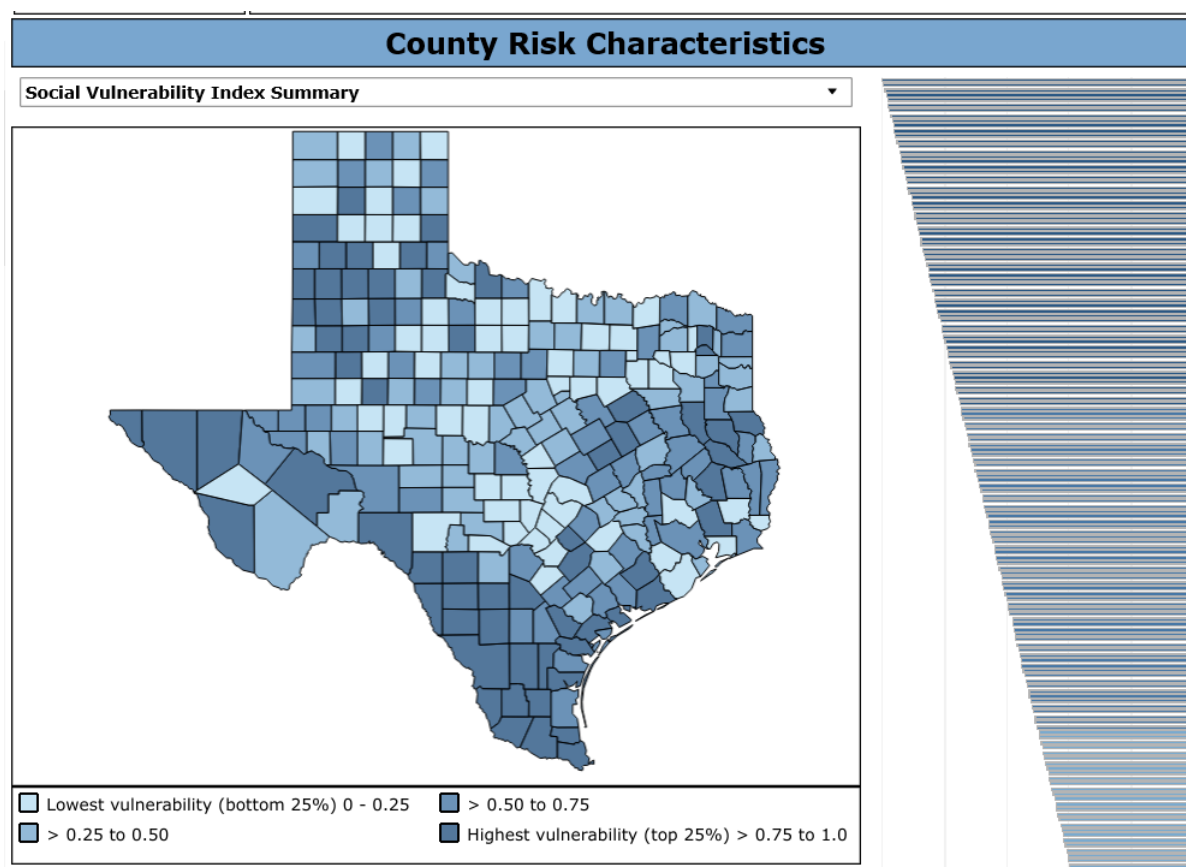 County Risk Characteristics
Social Vulnerability Index Summary
Lowest vulnerability (bottom 25%) 0 - 0.25
> 0.50 to 0.75
> 0.25 to 0.50
Highest vulnerability (top 25%) > 0.75 to 1.0